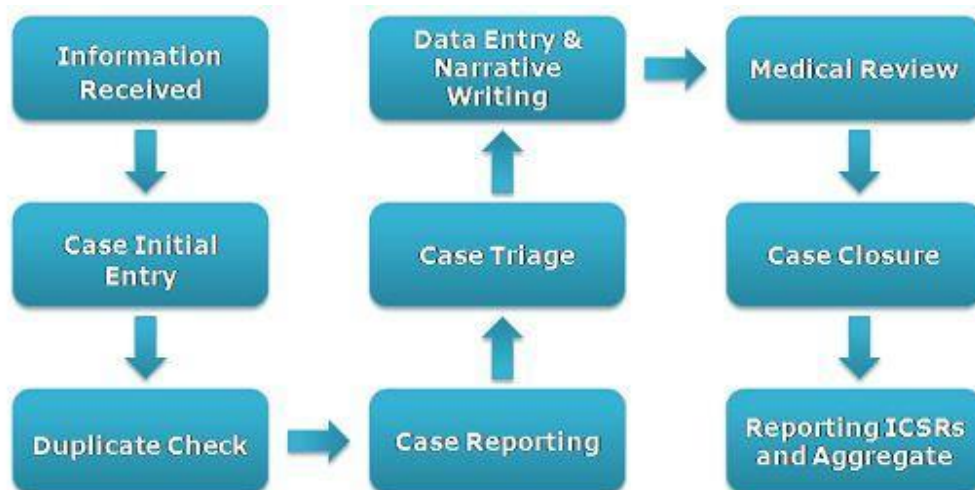 Information
Received
Case Initial
Entry
Duplicate Check
Case Reporting
Case Triage
Data Entry &
Narrative
Writing
Medical Review
Case Closure
Reporting ICSRs
and Aggregate